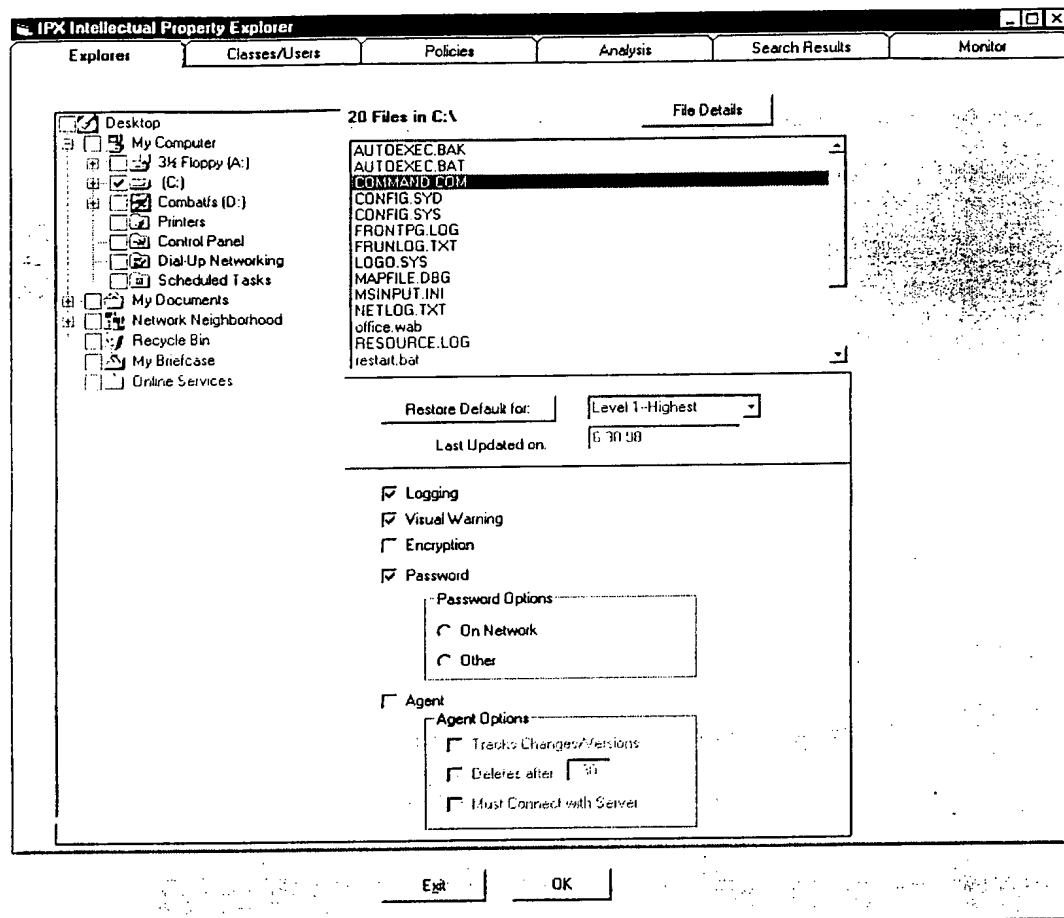 IPX Intellectual Property Explorer
Explorer Classes/Users Policies Analysis Search Results Monitor
Desktop
My Computer
3½ Floppy (A:)
(C:)
Combatfs (D:)
Printers
Control Panel
Dial-Up Networking
Scheduled Tasks
My Documents
Network Neighborhood
Recycle Bin
My Briefcase
Online Services
20 Files in C:\
File Details
AUTOEXEC.BAK
AUTOEXEC.BAT
COMMAND.COM
CONFIG.SYD
CONFIG.SYS
FRONTPG.LOG
FRUNLOG.TXT
LOGO.SYS
MAPFILE.DBG
MSINPUT.INI
NETLOG.TXT
office.wab
RESOURCE.LOG
restart.bat
Restore Default for: Level 1--Highest
Last Updated on. 6 30 98
Logging
Visual Warning
Encryption
Password
Password Options
On Network
Other
Agent
Agent Options
Tracks Changes/Versions
Deletes after 30
Must Connect with Server
Exit OK